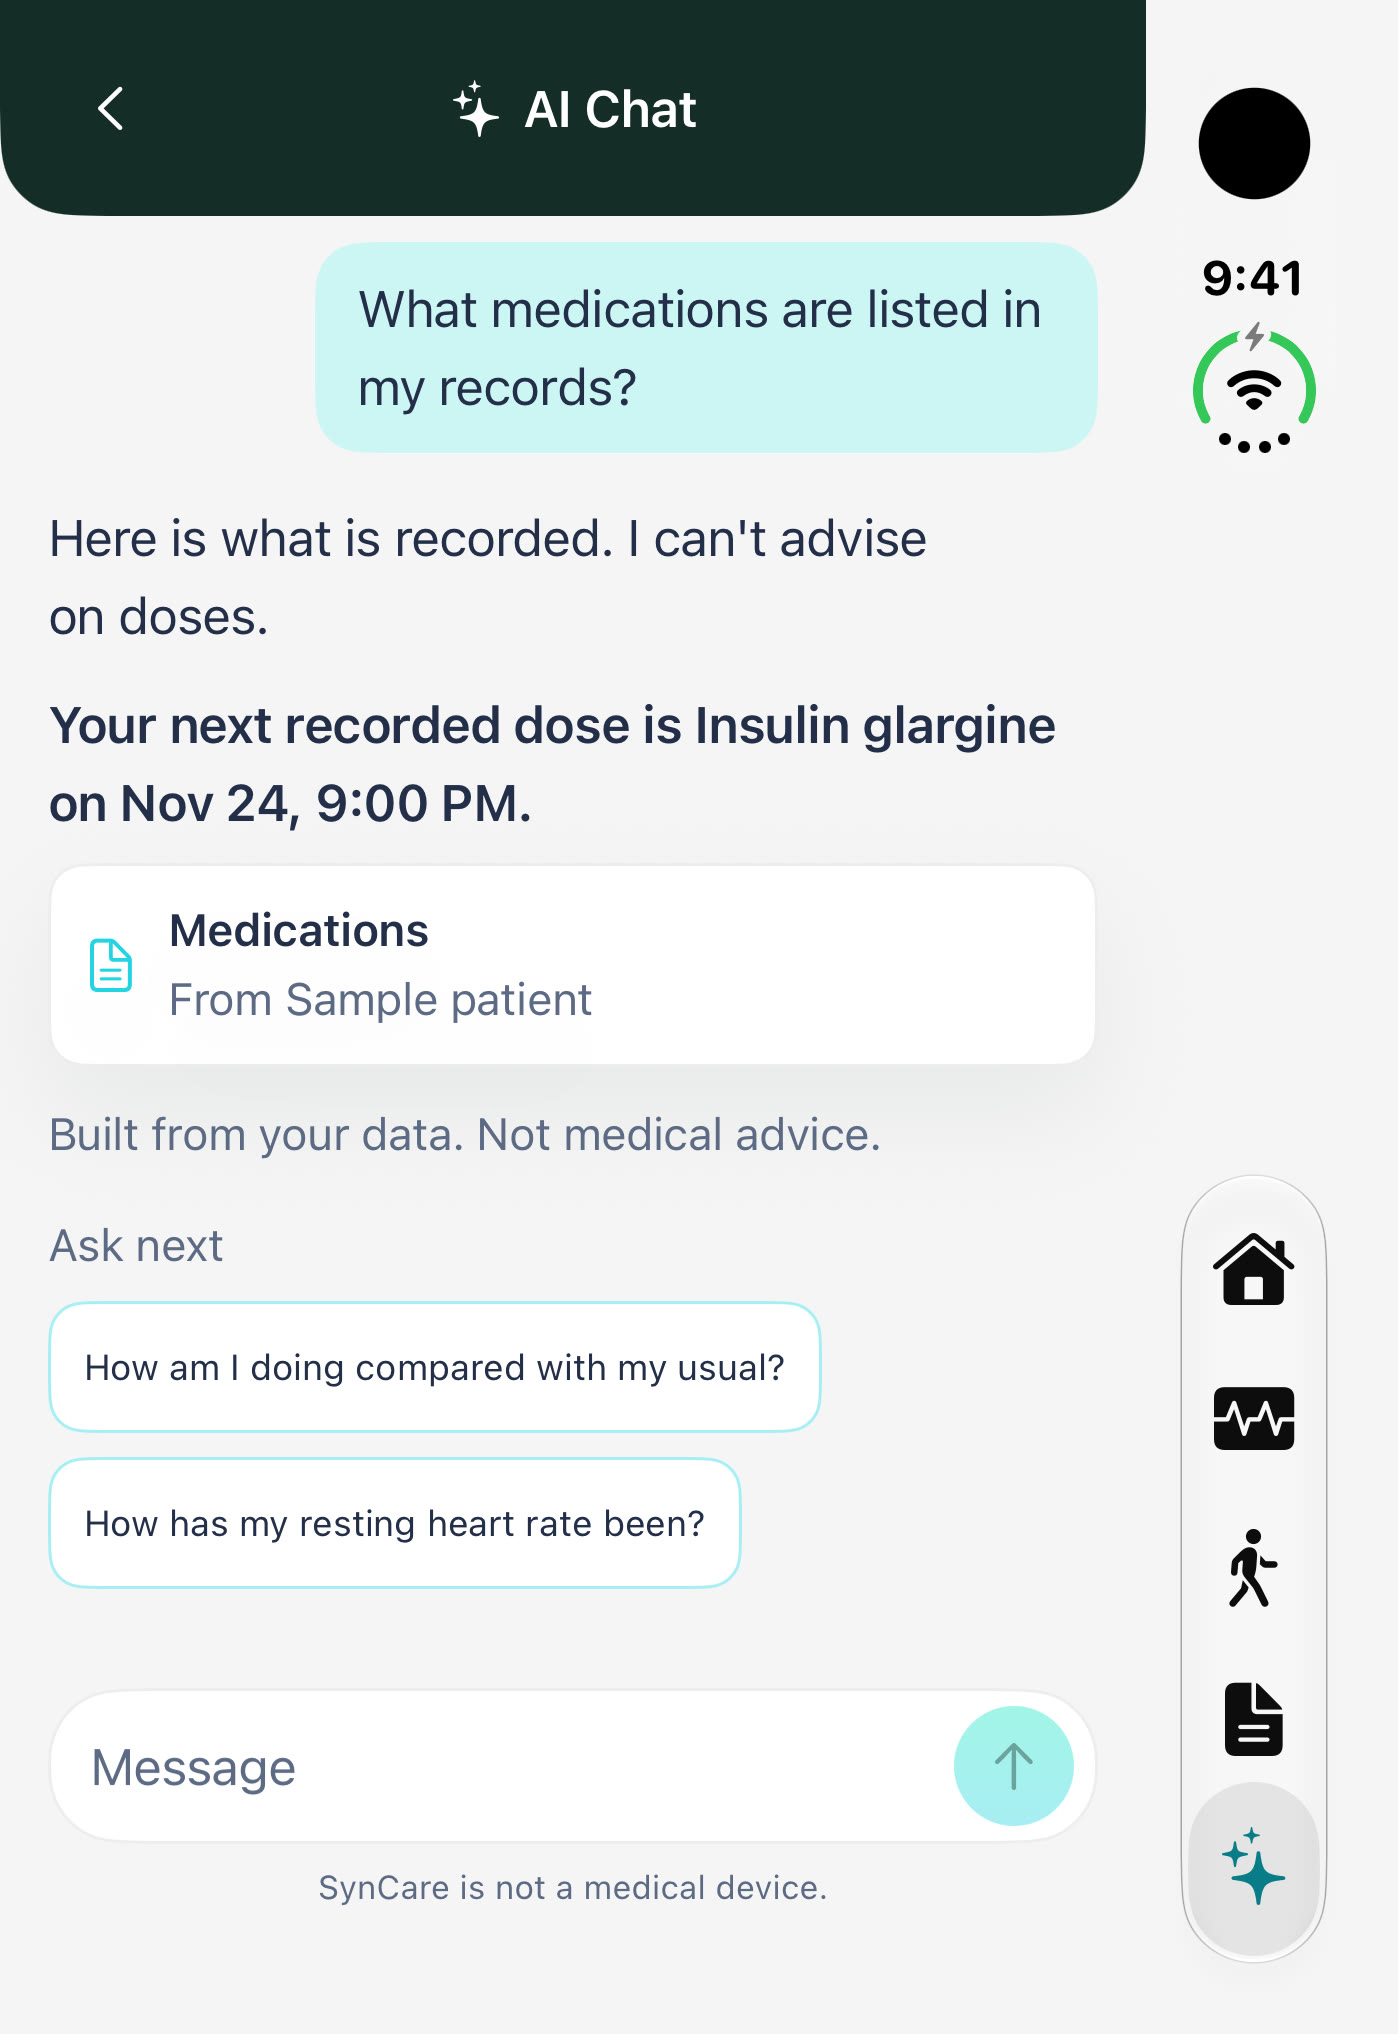 AI Chat
9:41
What medications are listed in
my records?
Here is what is recorded. I can't advise
on doses.
Your next recorded dose is Insulin glargine
on Nov 24, 9:00 PM.
Medications
From Sample patient
Built from your data. Not medical advice.
Ask next
How am I doing compared with my usual?
How has my resting heart rate been?
Message
SynCare is not a medical device.